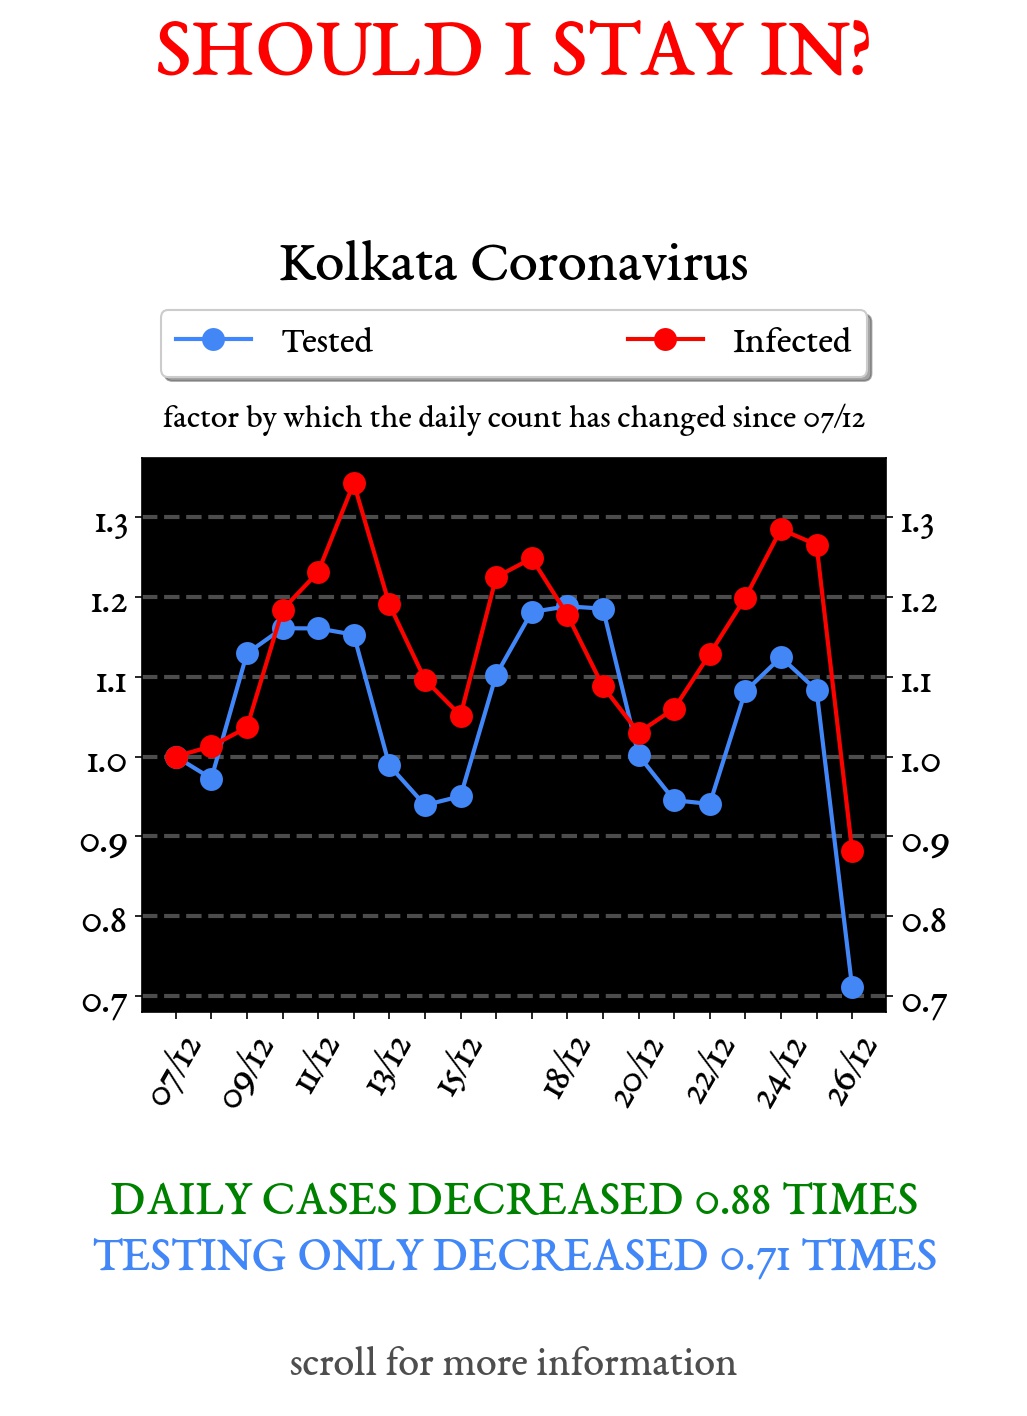 SHOULD I STAY IN?
Kolkata Coronavirus
Tested Infected
factor by which the daily count has changed since 07/12
1.3 1.3
1.2 1.2
1.1 1.1
1.0 1.0
0.9 0.9
0.8 0.8
0.7 0.7
07/12 09/12 11/12 13/12 15/12 18/12 20/12 22/12 24/12 26/12
DAILY CASES DECREASED 0.88 TIMES
TESTING ONLY DECREASED 0.71 TIMES
scroll for more information